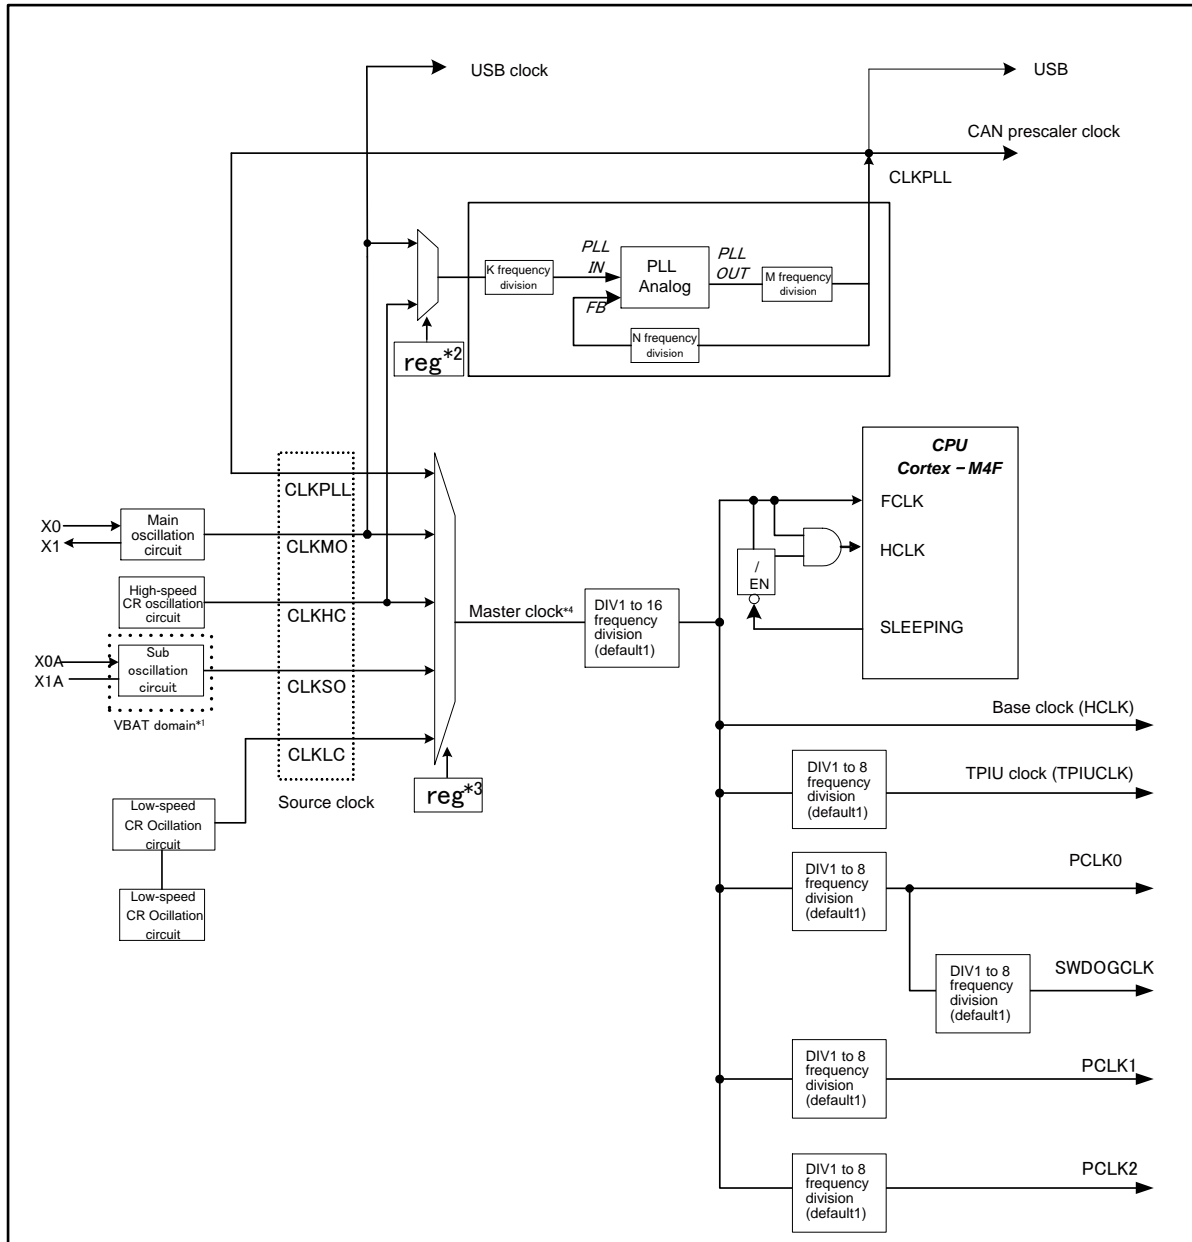 USB clock
USB
CAN prescaler clock
CLKPLL
PLL
IN
FB
PLL
Analog
PLL
OUT
K frequency
division
M frequency
division
N frequency
division
reg*2
CPU
Cortex－M4F
FCLK
HCLK
/
EN
SLEEPING
CLKPLL
X0
X1
Main
oscillation
circuit
CLKMO
High-speed
CR oscillation
circuit
CLKHC
X0A
X1A
Sub
oscillation
circuit
CLKSO
VBAT domain*1
CLKLC
Source clock
Low-speed
CR Ocillation
circuit
Low-speed
CR Ocillation
circuit
reg*3
Master clock*4
DIV1 to 16
frequency
division
(default1)
Base clock (HCLK)
DIV1 to 8
frequency
division
(default1)
TPIU clock (TPIUCLK)
DIV1 to 8
frequency
division
(default1)
PCLK0
DIV1 to 8
frequency
division
(default1)
SWDOGCLK
DIV1 to 8
frequency
division
(default1)
PCLK1
DIV1 to 8
frequency
division
(default1)
PCLK2